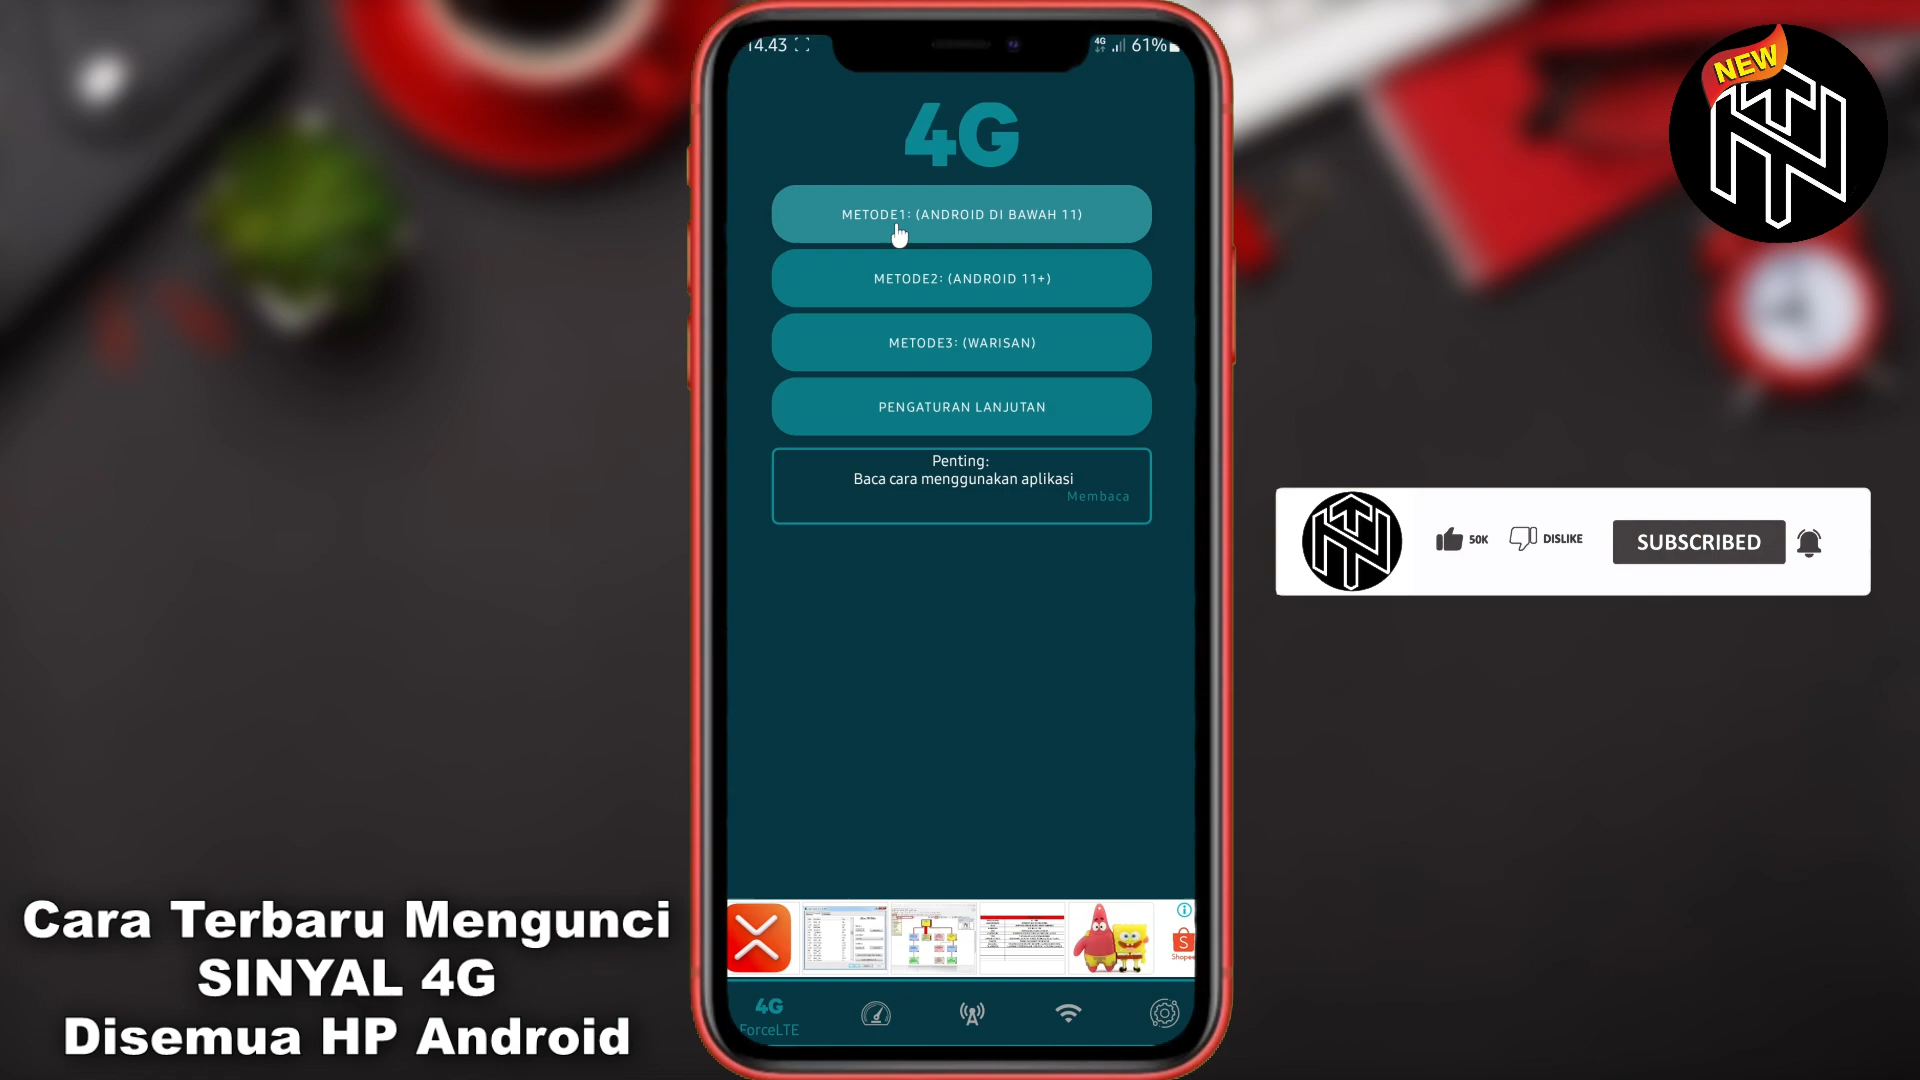 14.43
4G
61%
4G
METODE1: (ANDROID DI BAWAH 11)
METODE2: (ANDROID 11+)
METODE3: (WARISAN)
PENGATURAN LANJUTAN
Penting:
Baca cara menggunakan aplikasi
Membaca
Shopee
4G
ForceLTE
NEW
50K
DISLIKE
SUBSCRIBED
Cara Terbaru Mengunci
SINYAL 4G
Disemua HP Android